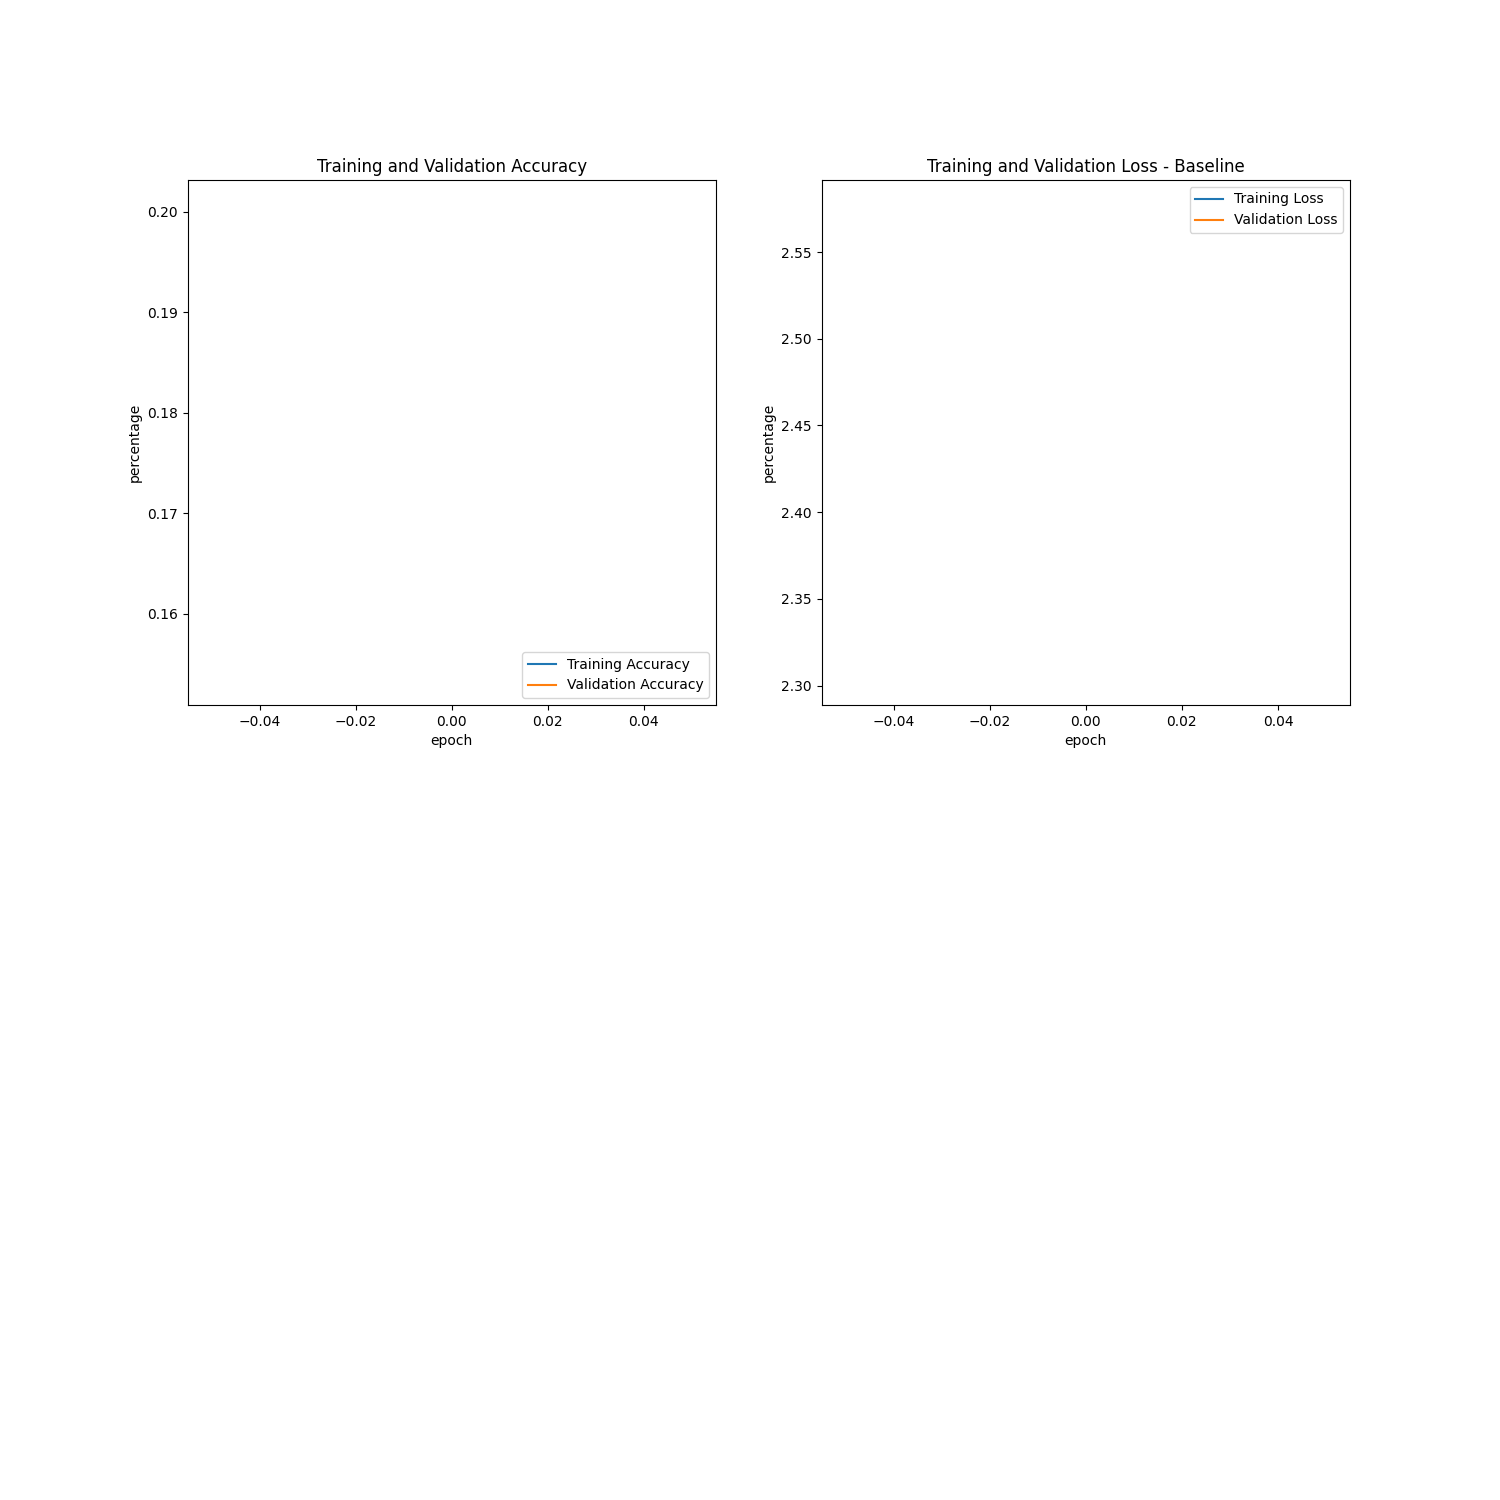 Training and Validation Accuracy
0.20
0.19
0.18
0.17
0.16
percentage
Training Accuracy
Validation Accuracy
−0.04 −0.02 0.00 0.02 0.04
epoch
Training and Validation Loss - Baseline
Training Loss
Validation Loss
2.55
2.50
2.45
2.40
2.35
2.30
percentage
−0.04 −0.02 0.00 0.02 0.04
epoch